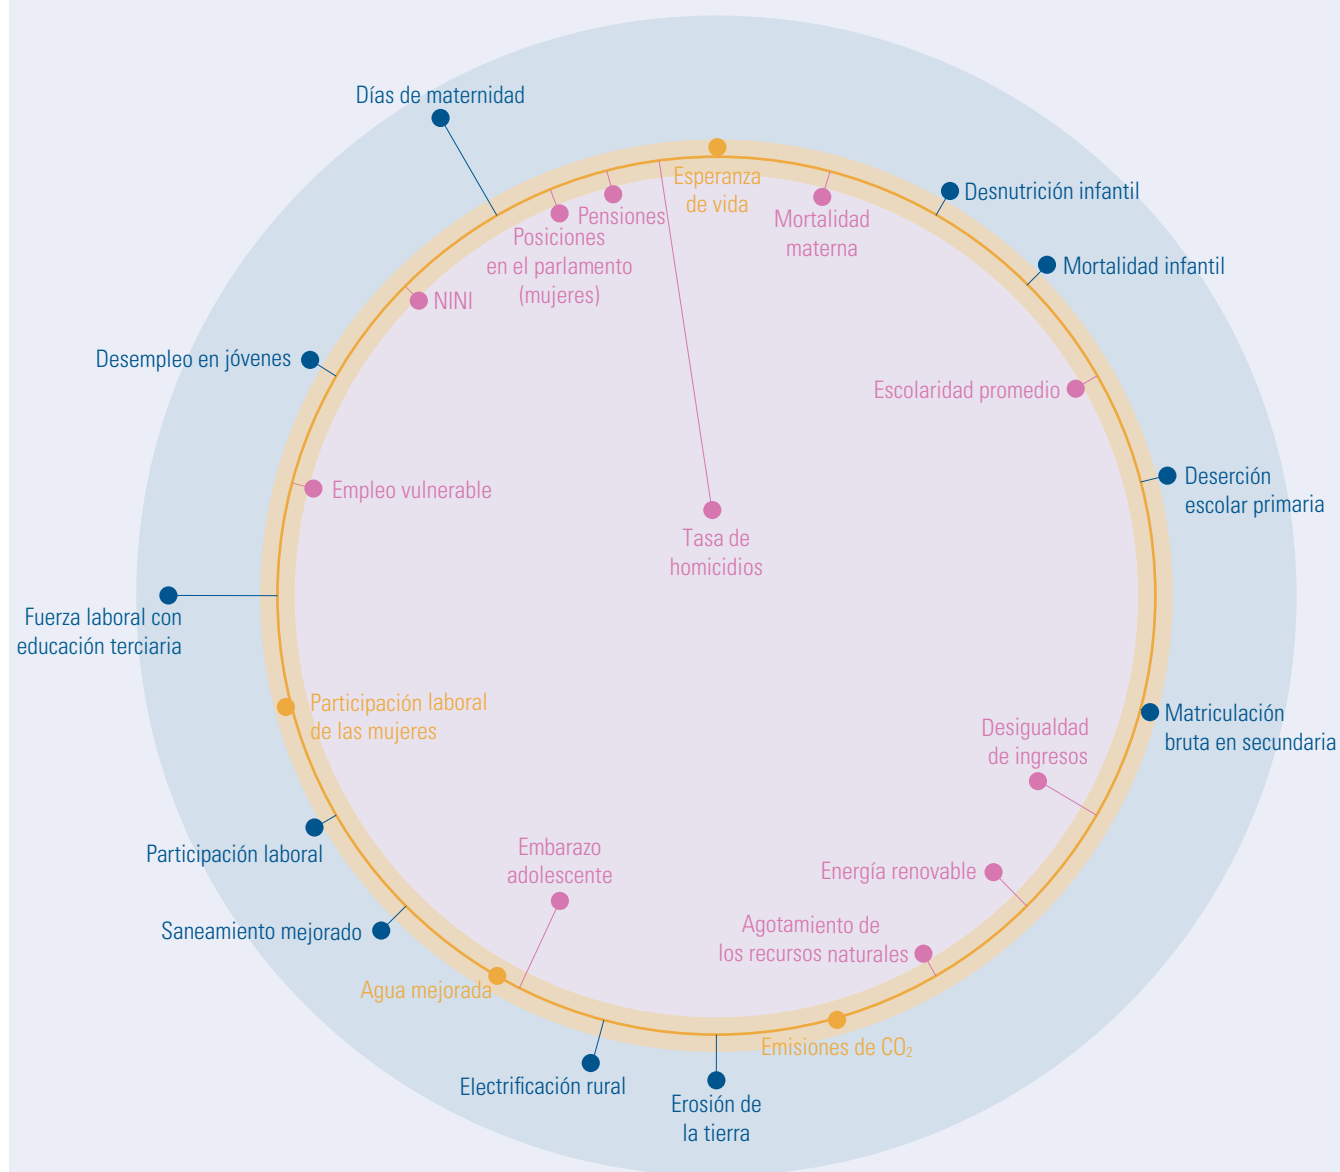 Días de maternidad
Esperanza
de vida
Desnutrición infantil
Pensiones
Mortalidad
materna
Posiciones
en el parlamento
(mujeres)
Mortalidad infantil
NINI
Desempleo en jóvenes
Escolaridad promedio
Empleo vulnerable
Deserción
escolar primaria
Tasa de
homicidios
Fuerza laboral con
educación terciaria
Participación laboral
de las mujeres
Matriculación
bruta en secundaria
Desigualdad
de ingresos
Participación laboral
Embarazo
adolescente
Energía renovable
Saneamiento mejorado
Agotamiento de
los recursos naturales
Agua mejorada
Emisiones de CO₂
Electrificación rural
Erosión de
la tierra